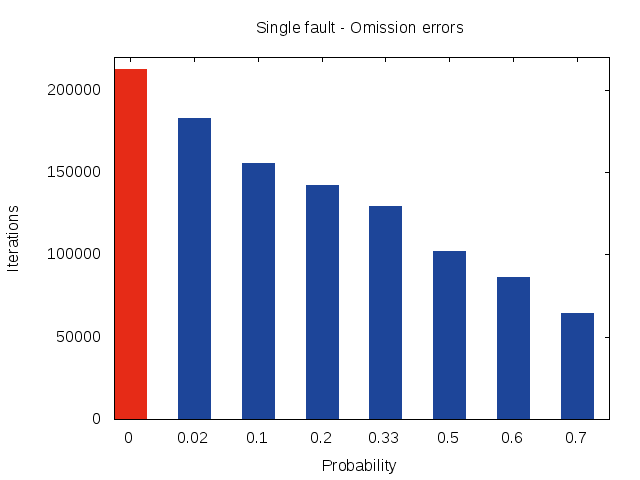 Single fault - Omission errors
200000
150000
100000
50000
0
Iterations
0 0.02 0.1 0.2 0.33 0.5 0.6 0.7
Probability